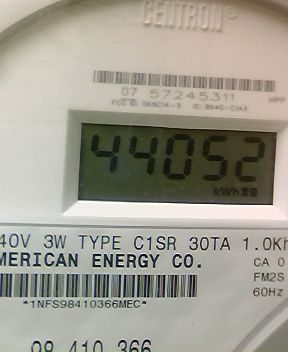 CENTRON®
07 57245311
44052
kWh
40V 3W TYPE C1SR 30TA 1.0Kh
MERICAN ENERGY CO.
CA 0
FM2S
60Hz
*1NFS98410366MEC*
98 410 366